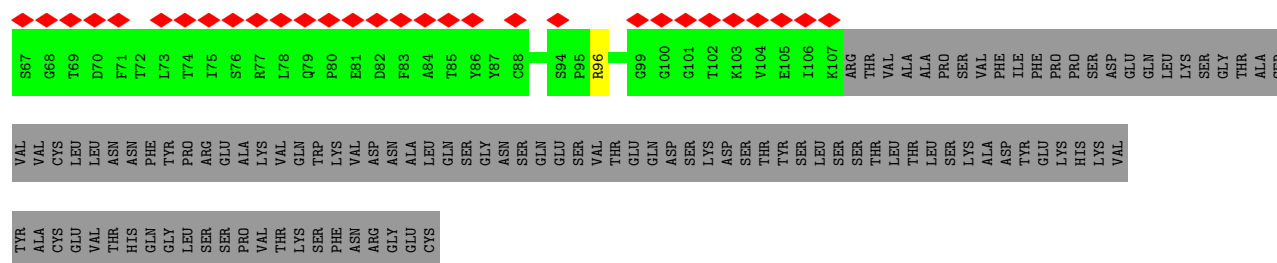 S67 G68 T69 D70 F71 T72 L73 T74 I75 S76 R77 L78 Q79 P80 E81 D82 F83 A84 T85 Y86 Y87 C88 S94 P95 R96 G99 G100 G101 T102 K103 V104 E105 I106 K107 ARG THR VAL ALA ALA PRO SER VAL PHE ILE PHE PRO PRO SER ASP GLU GLN LEU LYS SER GLY THR ALA SER
VAL VAL CYS LEU LEU ASN ASN PHE TYR PRO ARG GLU ALA LYS VAL GLN TRP LYS VAL ASP ASN ALA LEU GLN SER GLY ASN SER GLN GLU SER VAL THR GLU GLN ASP SER LYS ASP SER THR TYR SER LEU SER SER THR LEU THR LEU SER LYS ALA ASP TYR GLU LYS HIS LYS VAL
TYR ALA CYS GLU VAL THR HIS GLN GLY LEU SER SER PRO VAL THR LYS SER PHE ASN ARG GLY GLU CYS